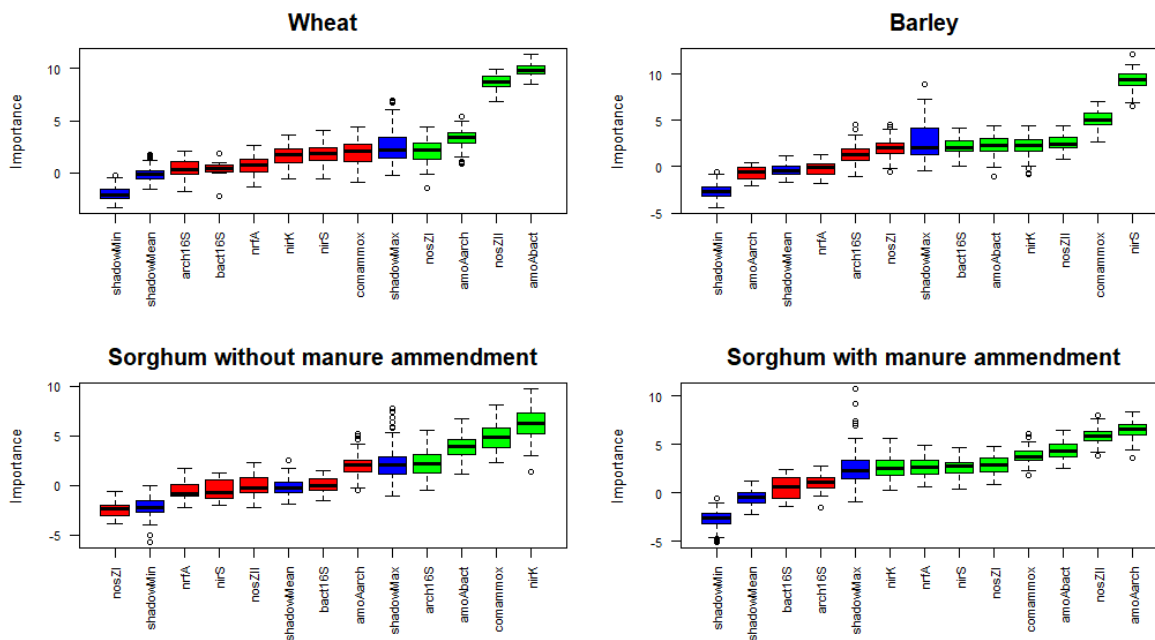 Wheat
Importance
10
5
0
shadowMin
shadowMean
arch16S
bact16S
nrfA
nirK
nirS
comammox
shadowMax
nosZI
amoAarch
nosZII
amoAbact
Barley
Importance
10
5
0
-5
shadowMin
amoAarch
shadowMean
nrfA
arch16S
nosZI
shadowMax
bact16S
amoAbact
nirK
nosZII
comammox
nirS
Sorghum without manure ammendment
Importance
10
5
0
-5
nosZI
shadowMin
nrfA
nirS
nosZII
shadowMean
bact16S
amoAarch
shadowMax
arch16S
amoAbact
comammox
nirK
Sorghum with manure ammendment
Importance
10
5
0
-5
shadowMin
shadowMean
bact16S
arch16S
shadowMax
nirK
nrfA
nirS
nosZI
comammox
amoAbact
nosZII
amoAarch